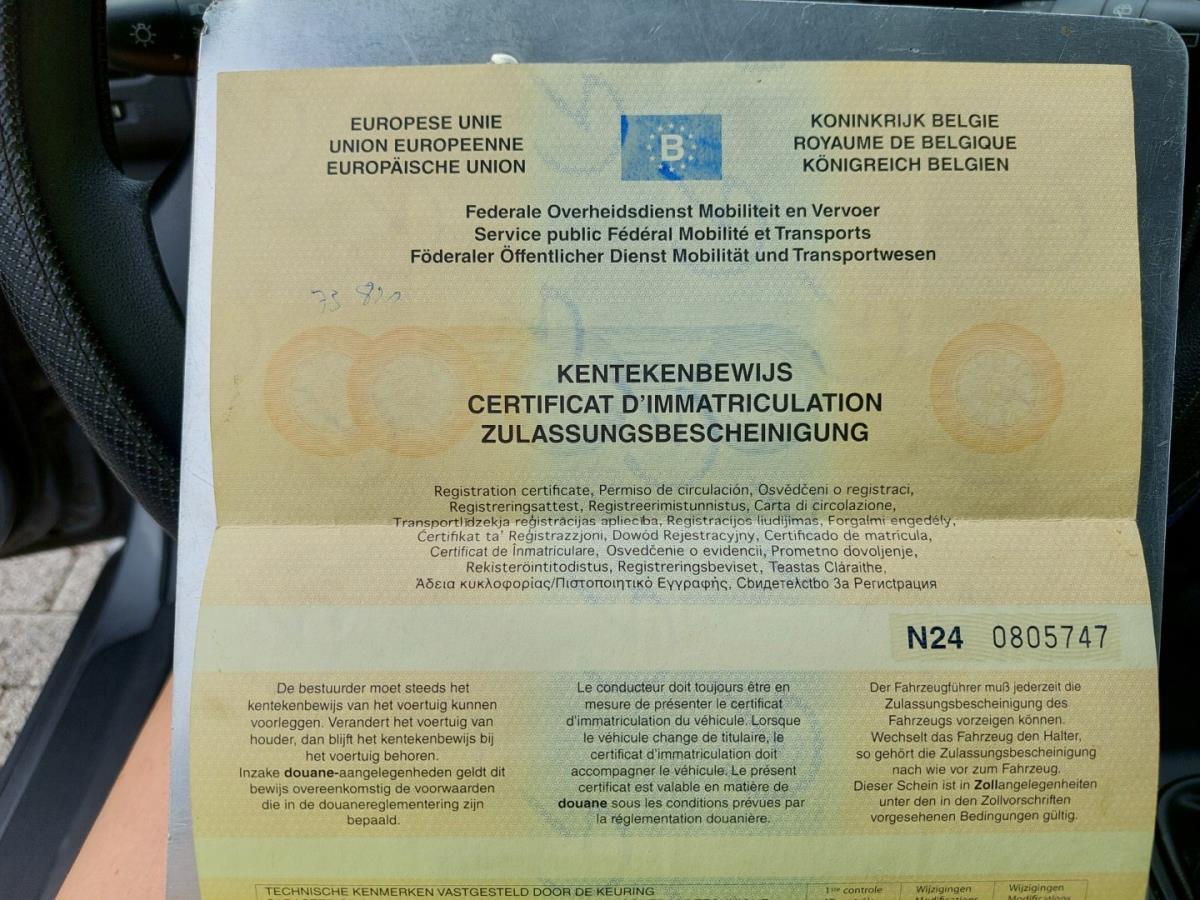 EUROPESE UNIE
UNION EUROPEENNE
EUROPÄISCHE UNION
B
KONINKRIJK BELGIE
ROYAUME DE BELGIQUE
KÖNIGREICH BELGIEN
Federale Overheidsdienst Mobiliteit en Vervoer
Service public Fédéral Mobilité et Transports
Föderaler Öffentlicher Dienst Mobilität und Transportwesen
KENTEKENBEWIJS
CERTIFICAT D'IMMATRICULATION
ZULASSUNGSBESCHEINIGUNG
Registration certificate, Permiso de circulación, Osvědčeni o registraci,
Registreringsattest, Registreerimistunnistus, Carta di circolazione,
Transportlīdzekļa reģistrācijas apliecība, Registracijos liudijimas, Forgalmi engedély,
Ċertifikat ta' Reġistrazzjoni, Dowód Rejestracyjny, Certificado de matricula,
Certificat de Înmatriculare, Osvedčenie o evidencii, Prometno dovoljenje,
Rekisteröintitodistus, Registreringsbeviset, Teastas Cláraithe,
Άδεια κυκλοφορίας/Πιστοποιητικό Εγγραφής, Свидетелство За Регистрация
N24 0805747
De bestuurder moet steeds het
kentekenbewijs van het voertuig kunnen
voorleggen. Verandert het voertuig van
houder, dan blijft het kentekenbewijs bij
het voertuig behoren.
Inzake douane-aangelegenheden geldt dit
bewijs overeenkomstig de voorwaarden
die in de douanereglementering zijn
bepaald.
Le conducteur doit toujours être en
mesure de présenter le certificat
d'immatriculation du véhicule. Lorsque
le véhicule change de titulaire, le
certificat d'immatriculation doit
accompagner le véhicule. Le présent
certificat est valable en matière de
douane sous les conditions prévues par
la réglementation douanière.
Der Fahrzeugführer muß jederzeit die
Zulassungsbescheinigung des
Fahrzeugs vorzeigen können.
Wechselt das Fahrzeug den Halter,
so gehört die Zulassungsbescheinigung
nach wie vor zum Fahrzeug.
Dieser Schein ist in Zollangelegenheiten
unter den in den Zollvorschriften
vorgesehenen Bedingungen gültig.
TECHNISCHE KENMERKEN VASTGESTELD DOOR DE KEURING
1ste controle
Wijzigingen
Wijzigingen